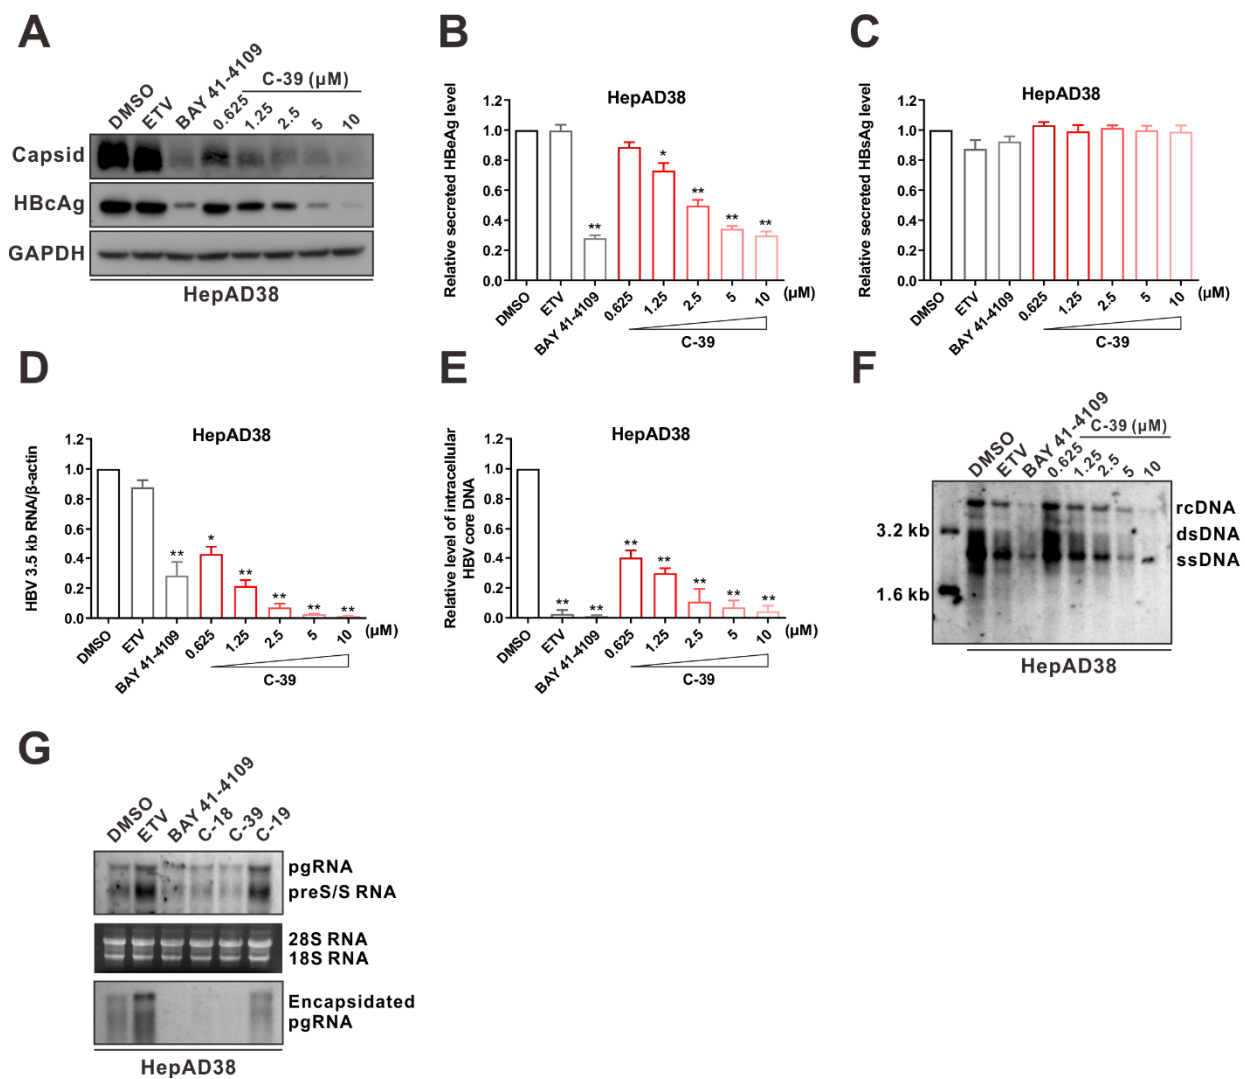 A
DMSO
ETV
BAY 41-4109
C-39 (μM)
0.625
1.25
2.5
5
10
Capsid
HBcAg
GAPDH
HepAD38
B
HepAD38
Relative secreted HBeAg level
1.2
1.0
0.8
0.6
0.4
0.2
0.0
**
*
**
**
**
DMSO
ETV
BAY 41-4109
0.625
1.25
2.5
5
10
(μM)
C-39
C
HepAD38
Relative secreted HBsAg level
1.2
1.0
0.8
0.6
0.4
0.2
0.0
DMSO
ETV
BAY 41-4109
0.625
1.25
2.5
5
10
(μM)
C-39
D
HepAD38
HBV 3.5 kb RNA/β-actin
1.2
1.0
0.8
0.6
0.4
0.2
0.0
**
*
**
**
**
**
DMSO
ETV
BAY 41-4109
0.625
1.25
2.5
5
10
(μM)
C-39
E
HepAD38
Relative level of intracellular
HBV core DNA
1.2
1.0
0.8
0.6
0.4
0.2
0.0
**
**
**
**
**
**
**
DMSO
ETV
BAY 41-4109
0.625
1.25
2.5
5
10
(μM)
C-39
F
DMSO
ETV
BAY 41-4109
C-39 (μM)
0.625
1.25
2.5
5
10
3.2 kb
1.6 kb
rcDNA
dsDNA
ssDNA
HepAD38
G
DMSO
ETV
BAY 41-4109
C-18
C-39
C-19
pgRNA
preS/S RNA
28S RNA
18S RNA
Encapsidated
pgRNA
HepAD38